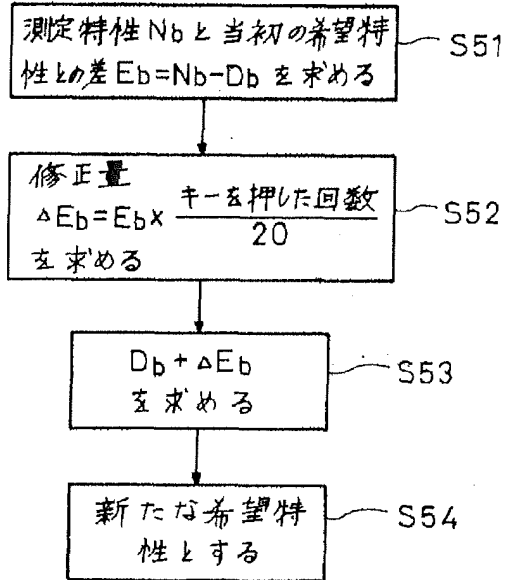 測定特性Nbと当初の希望特
性との差Eb=Nb-Dbを求める
S51
修正量
ΔEb=Eb× キーを押した回数
20
を求める
S52
Db+ΔEb
を求める
S53
新たな希望特
性とする
S54